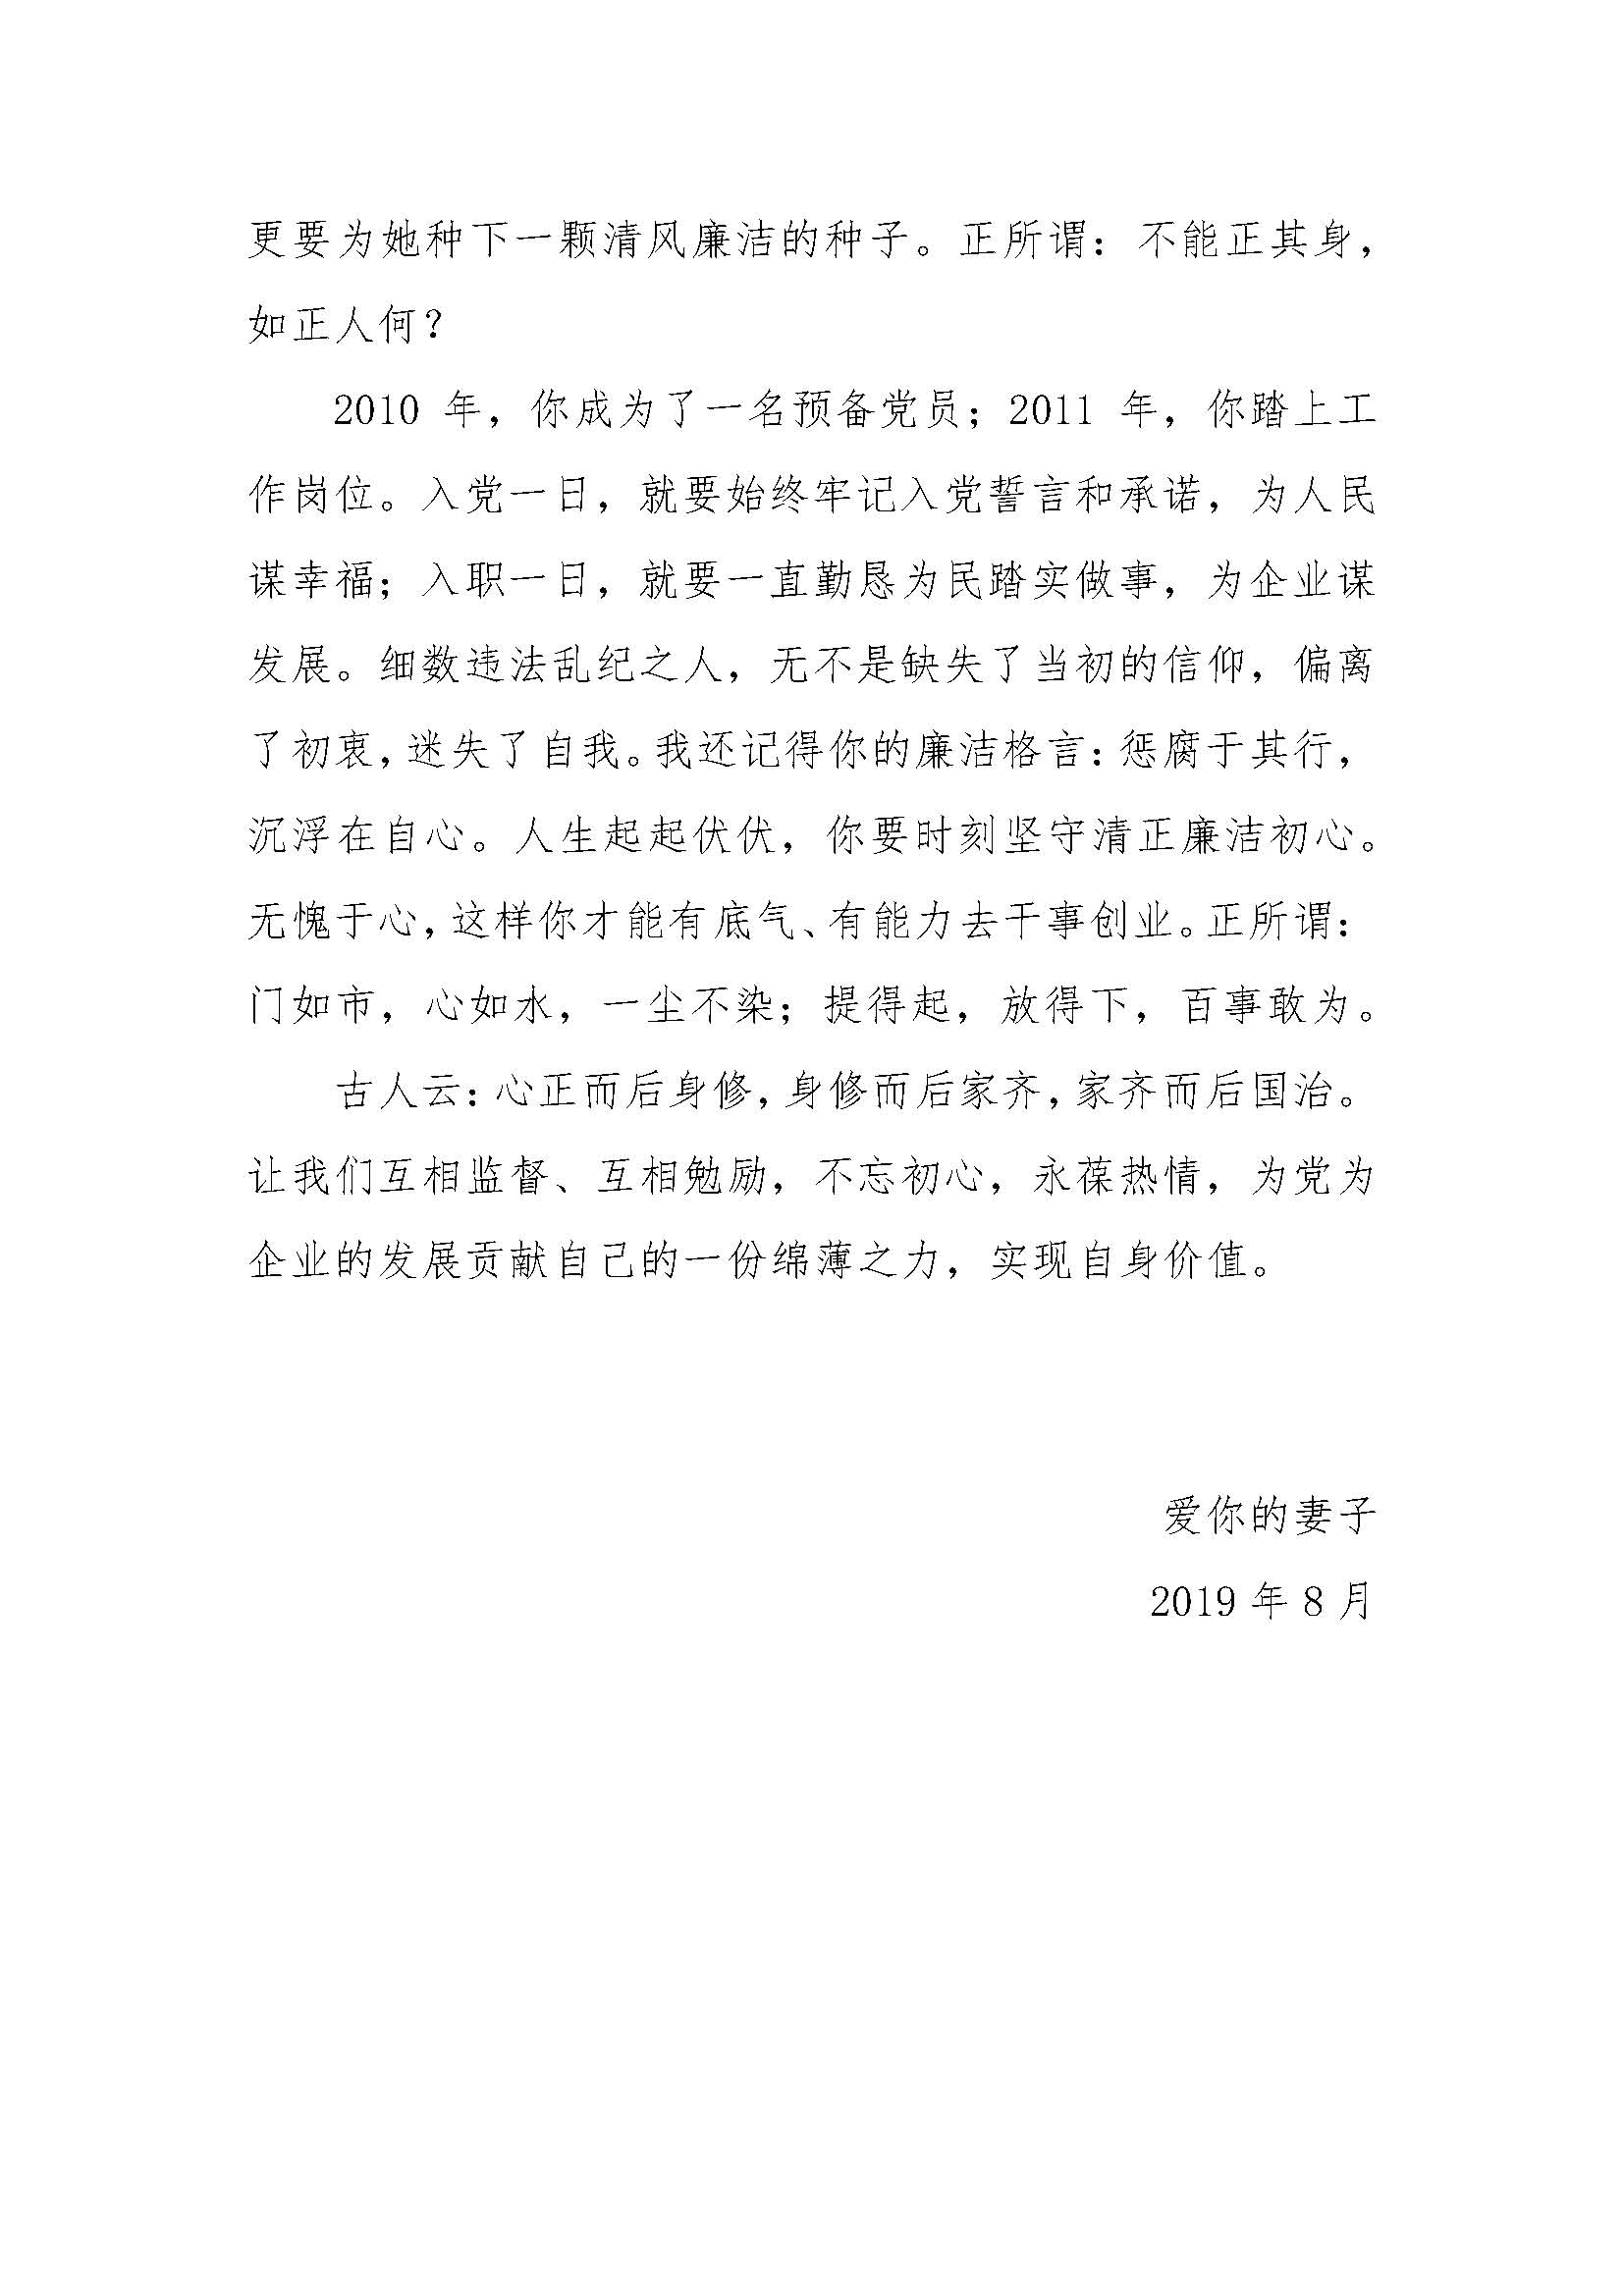 更要为她种下一颗清风廉洁的种子。正所谓：不能正其身，
如正人何？
2010 年，你成为了一名预备党员；2011 年，你踏上工
作岗位。入党一日，就要始终牢记入党誓言和承诺，为人民
谋幸福；入职一日，就要一直勤恳为民踏实做事，为企业谋
发展。细数违法乱纪之人，无不是缺失了当初的信仰，偏离
了初衷，迷失了自我。我还记得你的廉洁格言：惩腐于其行，
沉浮在自心。人生起起伏伏，你要时刻坚守清正廉洁初心。
无愧于心，这样你才能有底气、有能力去干事创业。正所谓：
门如市，心如水，一尘不染；提得起，放得下，百事敢为。
古人云：心正而后身修，身修而后家齐，家齐而后国治。
让我们互相监督、互相勉励，不忘初心，永葆热情，为党为
企业的发展贡献自己的一份绵薄之力，实现自身价值。
爱你的妻子
2019 年 8 月